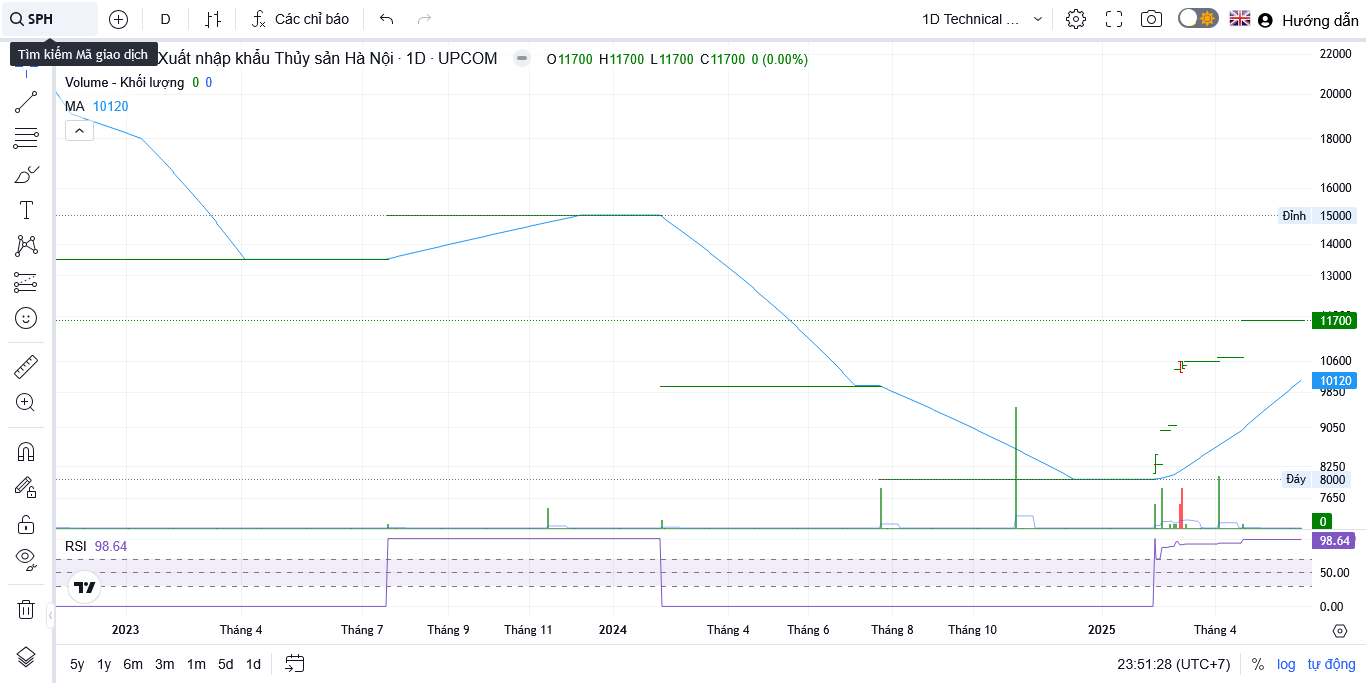 SPH
D
Các chỉ báo
1D Technical ...
Hướng dẫn
Tìm kiếm Mã giao dịch
Xuất nhập khẩu Thủy sản Hà Nội · 1D · UPCOM
O11700 H11700 L11700 C11700 0 (0.00%)
Volume - Khối lượng 0 0
MA 10120
22000
20000
18000
16000
Đỉnh 15000
14000
13000
11700
10600
10120
9850
9050
8250
Đáy 8000
7650
0
RSI 98.64
98.64
50.00
0.00
2023 Tháng 4 Tháng 7 Tháng 9 Tháng 11 2024 Tháng 4 Tháng 6 Tháng 8 Tháng 10 2025 Tháng 4
5y 1y 6m 3m 1m 5d 1d
23:51:28 (UTC+7) % log tự động